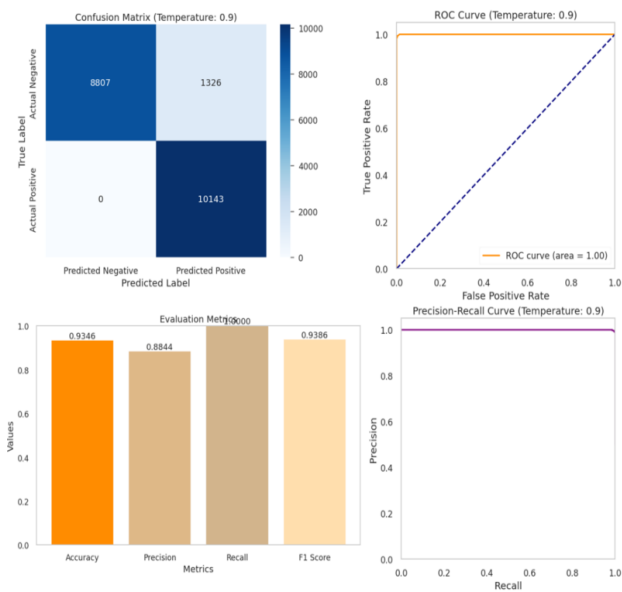 Confusion Matrix (Temperature: 0.9)
True Label
Actual Negative
Actual Positive
8807
1326
0
10143
Predicted Negative
Predicted Positive
Predicted Label
10000
8000
6000
4000
2000
0
ROC Curve (Temperature: 0.9)
True Positive Rate
1.0
0.8
0.6
0.4
0.2
0.0
ROC curve (area = 1.00)
0.0 0.2 0.4 0.6 0.8 1.0
False Positive Rate
Evaluation Metrics
Values
1.0
0.8
0.6
0.4
0.2
0.0
0.9346
0.8844
1.0000
0.9386
Accuracy
Precision
Recall
F1 Score
Metrics
Precision-Recall Curve (Temperature: 0.9)
Precision
1.0
0.8
0.6
0.4
0.2
0.0
0.0 0.2 0.4 0.6 0.8 1.0
Recall